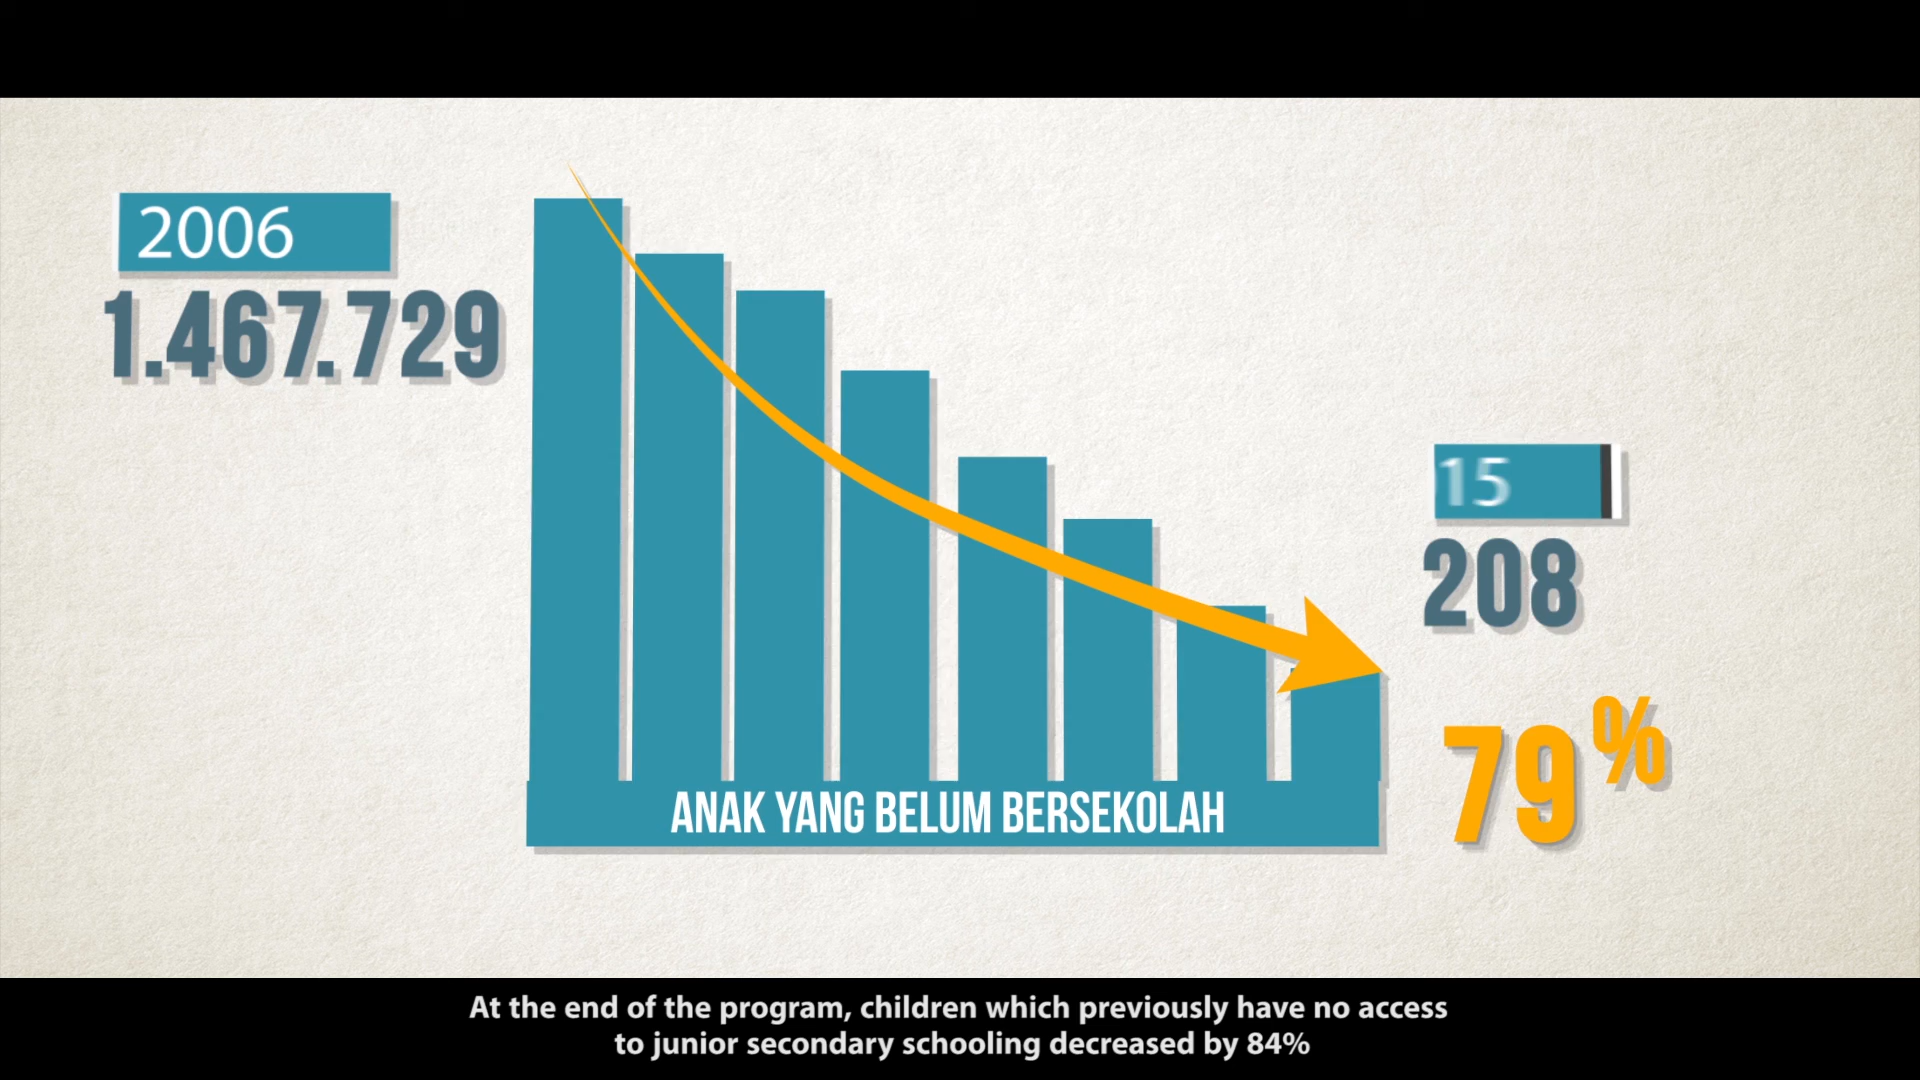 2006
1.467.729
15
208
79%
ANAK YANG BELUM BERSEKOLAH
At the end of the program, children which previously have no access
to junior secondary schooling decreased by 84%